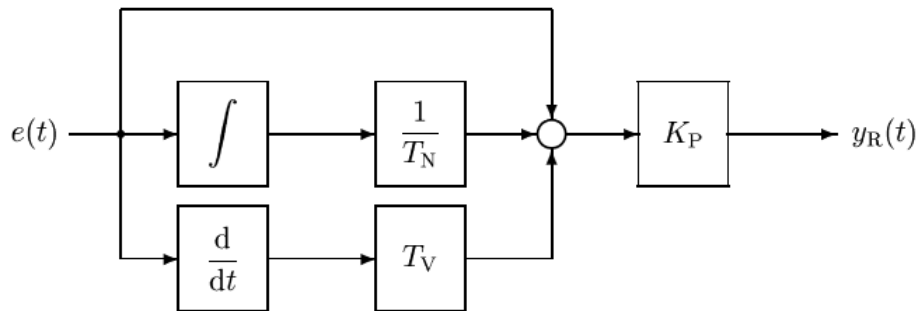 e(t)
∫
1
T_N
K_P
y_R(t)
d
dt
T_V